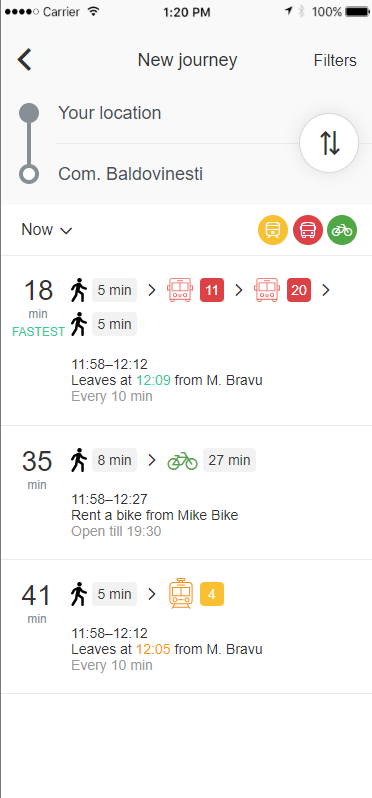 Carrier 1:20 PM 100%
New journey Filters
Your location
Com. Baldovinesti
Now
18 min FASTEST
5 min 11 20
5 min
11:58–12:12
Leaves at 12:09 from M. Bravu
Every 10 min
35 min
8 min 27 min
11:58–12:27
Rent a bike from Mike Bike
Open till 19:30
41 min
5 min 4
11:58–12:12
Leaves at 12:05 from M. Bravu
Every 10 min